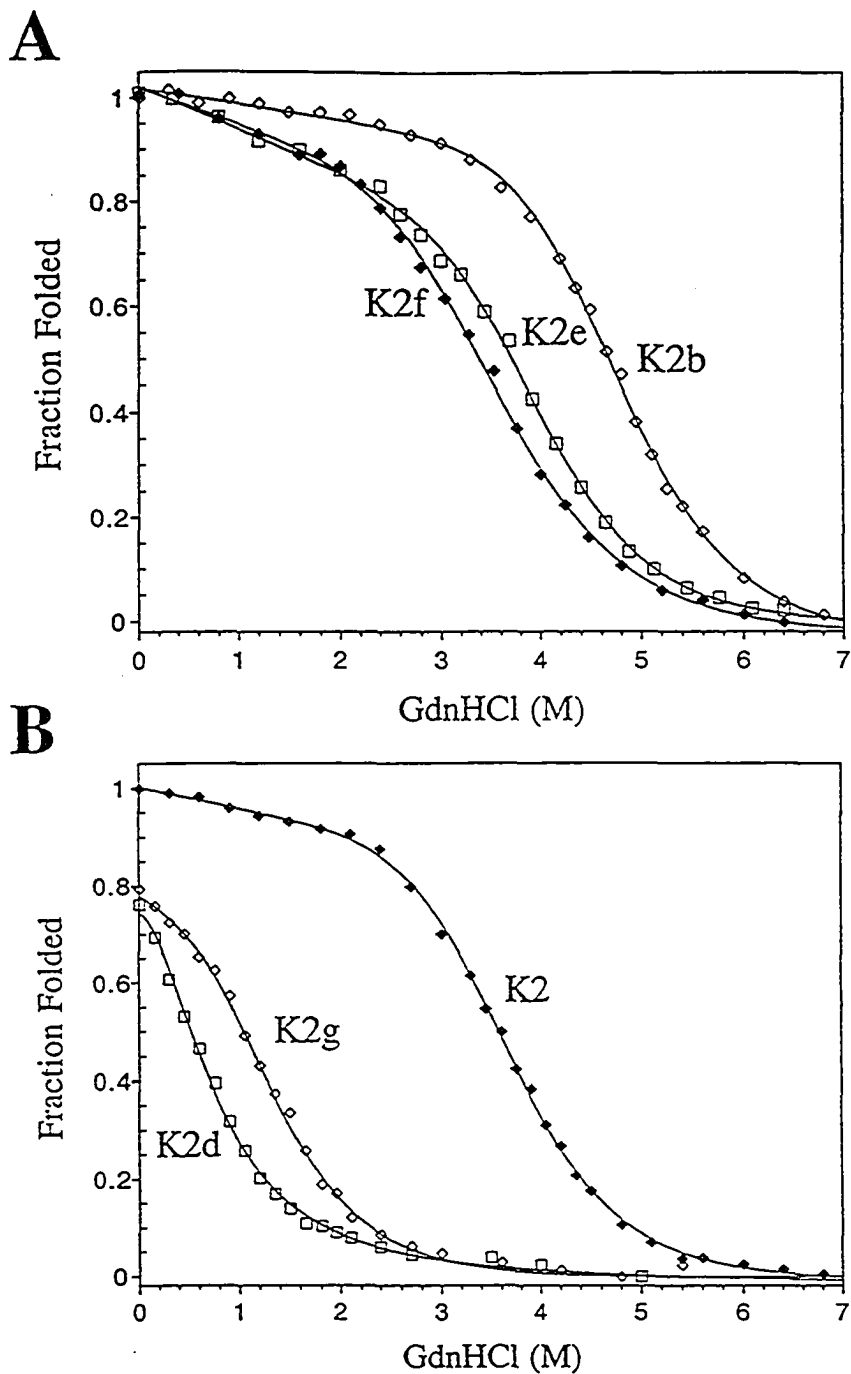 A
1
0.8
0.6
0.4
0.2
0
Fraction Folded
K2f
K2e
K2b
0 1 2 3 4 5 6 7
GdnHCl (M)
B
1
0.8
0.6
0.4
0.2
0
Fraction Folded
K2
K2g
K2d
0 1 2 3 4 5 6 7
GdnHCl (M)